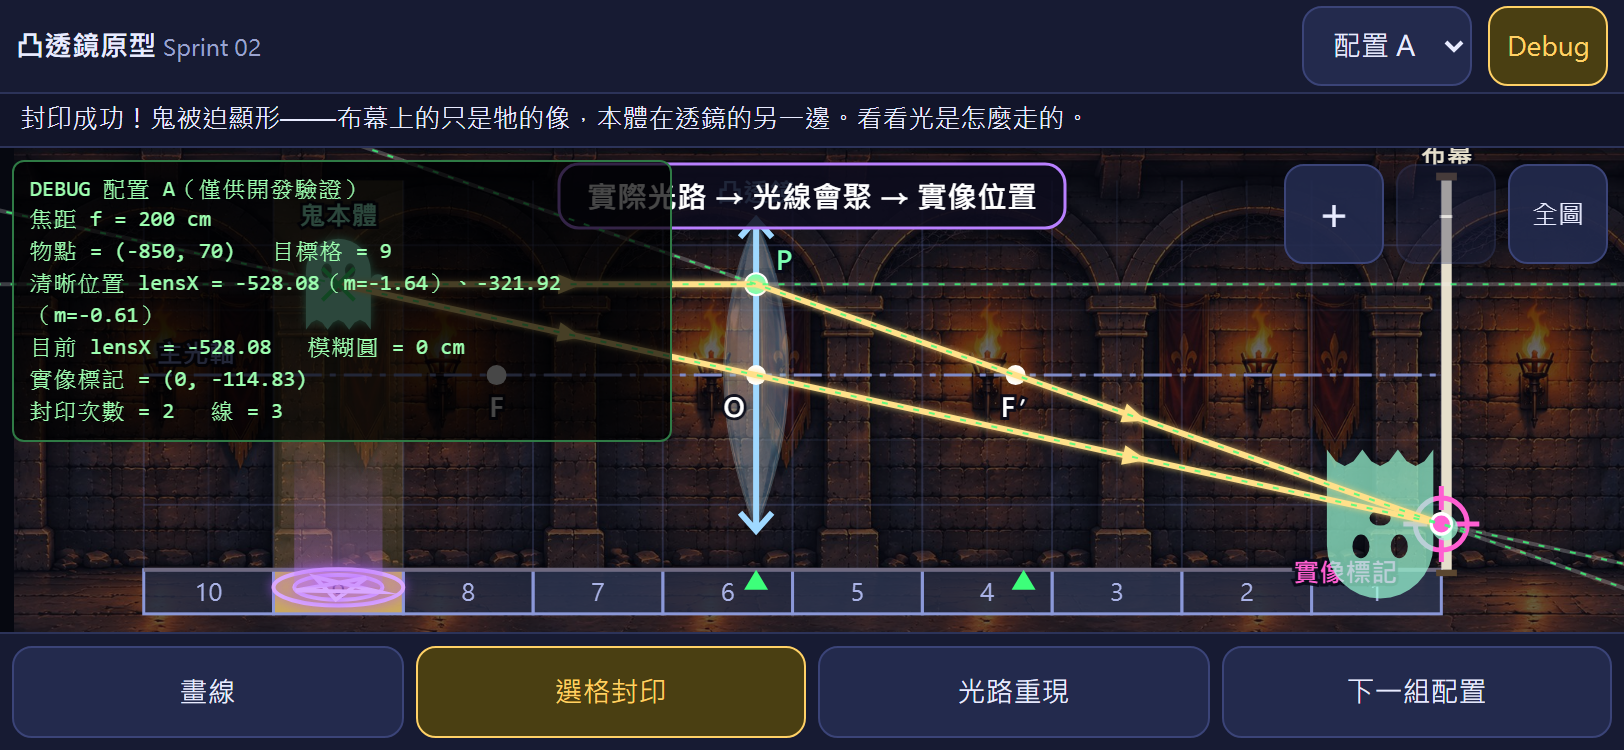 凸透鏡原型 Sprint 02
配置 A
Debug
封印成功！鬼被迫顯形——布幕上的只是牠的像，本體在透鏡的另一邊。看看光是怎麼走的。
布幕
DEBUG 配置 A（僅供開發驗證）
焦距 f = 200 cm
物點 = (-850, 70) 目標格 = 9
清晰位置 lensX = -528.08（m=-1.64）、-321.92
（m=-0.61）
目前 lensX = -528.08 模糊圓 = 0 cm
實像標記 = (0, -114.83)
封印次數 = 2 線 = 3
鬼本體
主光軸
實際光路 → 光線會聚 → 實像位置
+
-
全圖
P
F
O
F′
實像標記
10 8 7 6 5 4 3 2 1
畫線
選格封印
光路重現
下一組配置